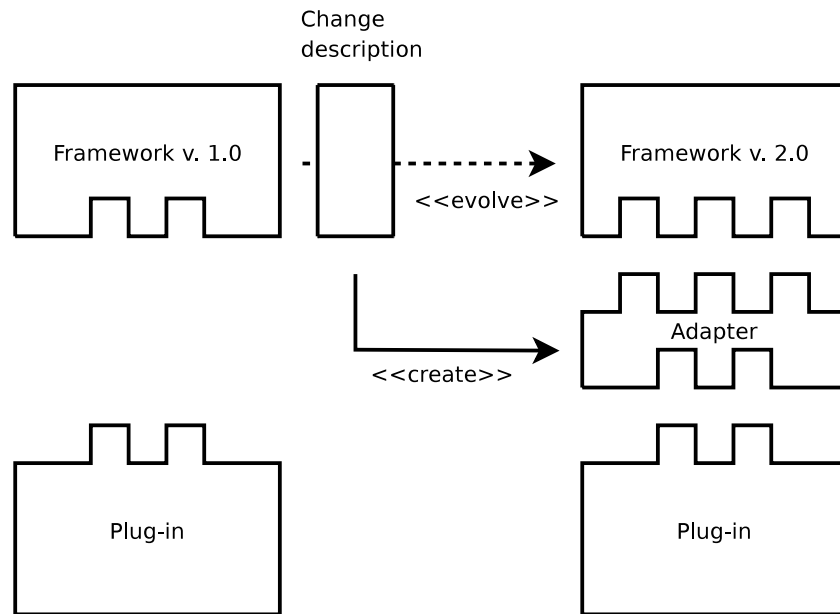 Change
description
Framework v. 1.0
Framework v. 2.0
<<evolve>>
Adapter
<<create>>
Plug-in
Plug-in